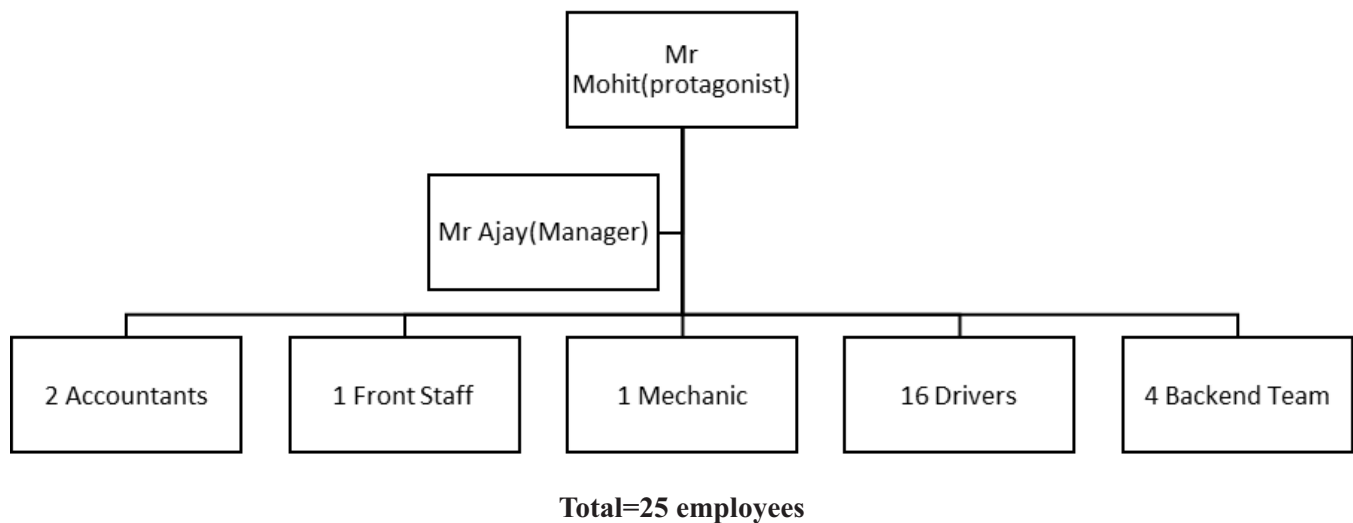 Mr
Mohit(protagonist)
Mr Ajay(Manager)
2 Accountants
1 Front Staff
1 Mechanic
16 Drivers
4 Backend Team
Total=25 employees